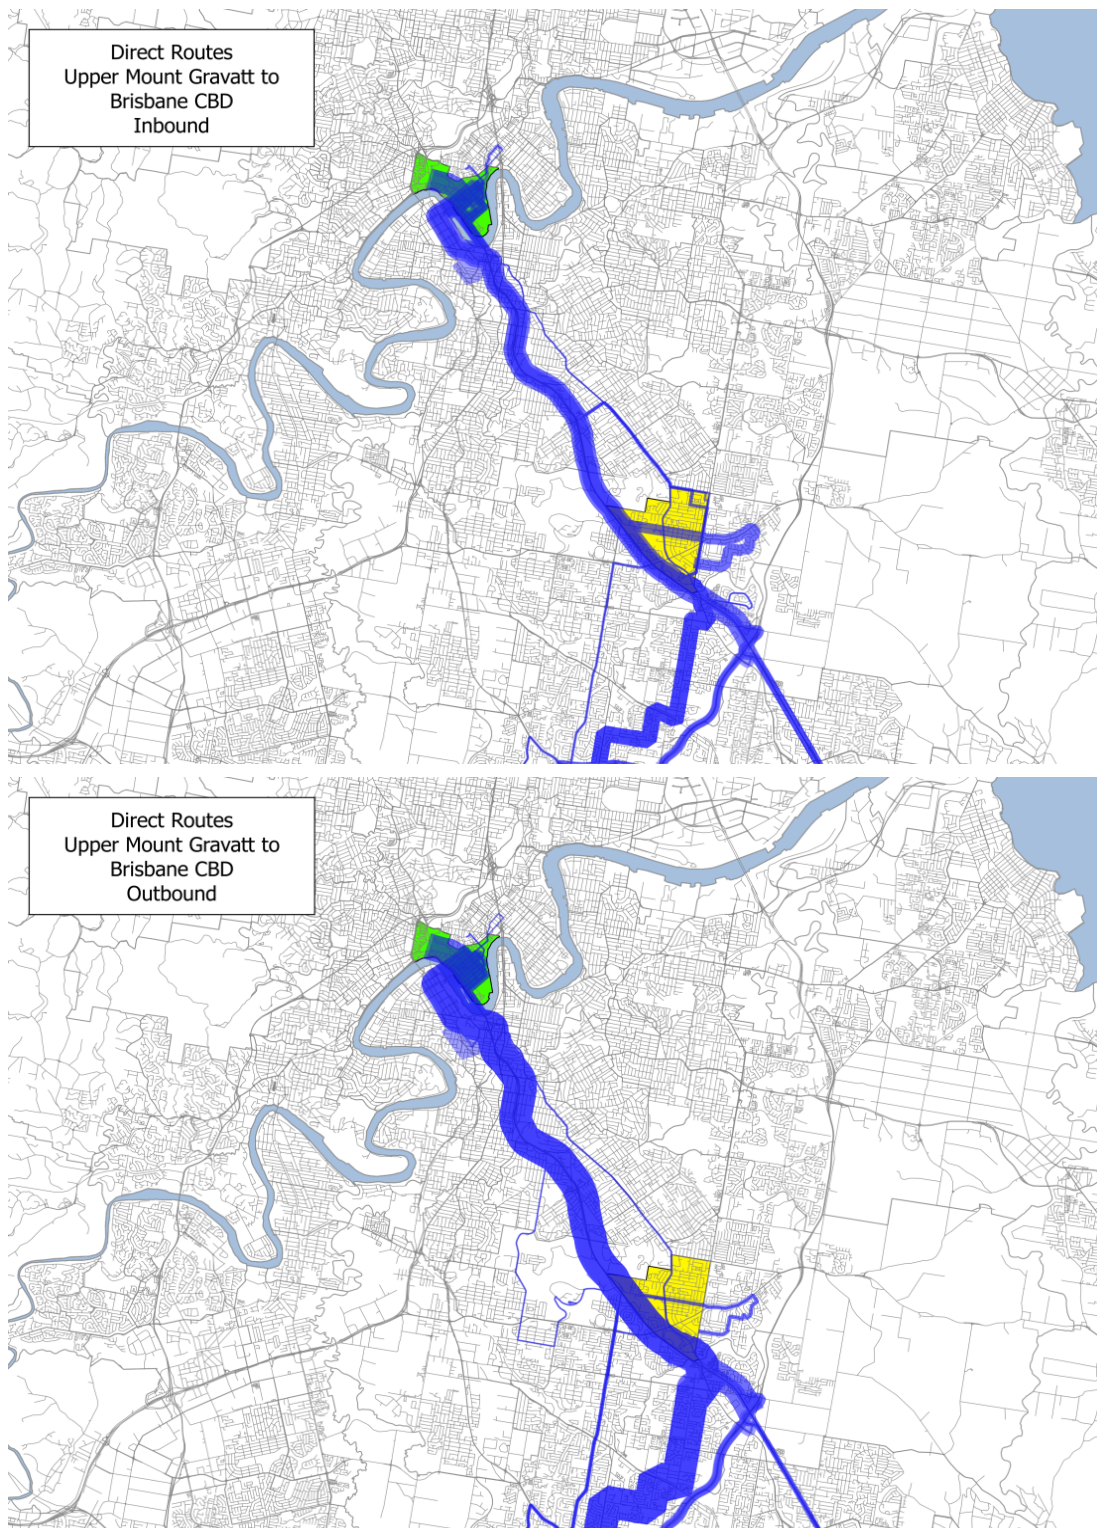 Direct Routes
Upper Mount Gravatt to
Brisbane CBD
Inbound
Direct Routes
Upper Mount Gravatt to
Brisbane CBD
Outbound